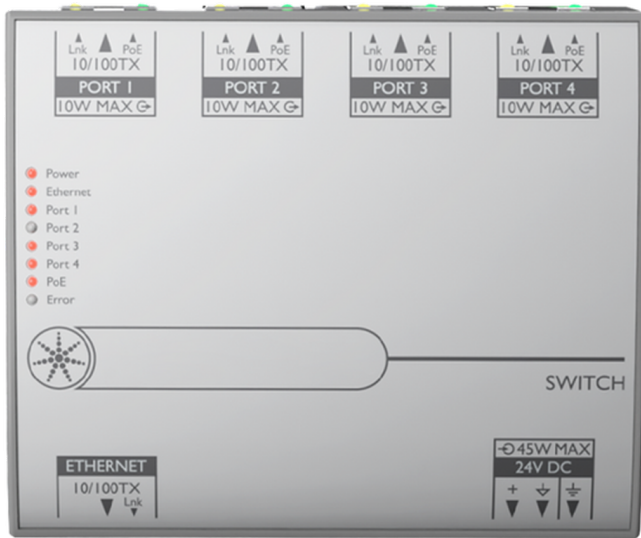 Lnk PoE
10/100TX
PORT 1
10W MAX
Lnk PoE
10/100TX
PORT 2
10W MAX
Lnk PoE
10/100TX
PORT 3
10W MAX
Lnk PoE
10/100TX
PORT 4
10W MAX
Power
Ethernet
Port 1
Port 2
Port 3
Port 4
PoE
Error
SWITCH
ETHERNET
10/100TX
Lnk
45W MAX
24V DC
+